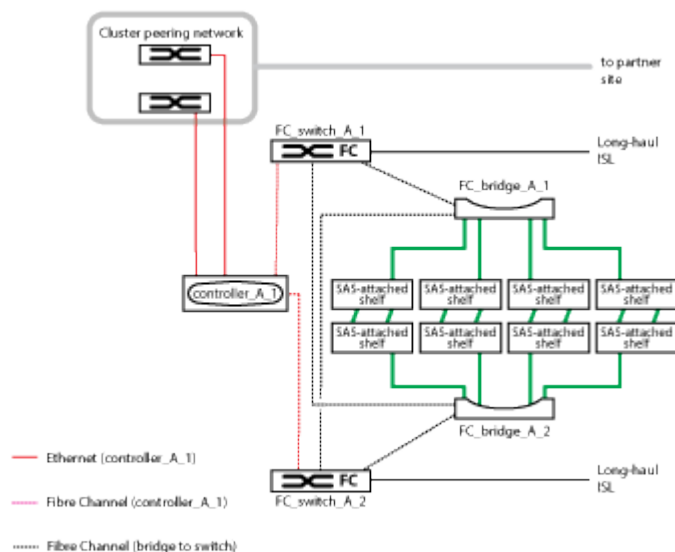 Cluster peering network
to partner
site
FC_switch_A_1
FC
Long-haul
ISL
FC_bridge_A_1
controller_A_1
SAS-attached
shelf
SAS-attached
shelf
SAS-attached
shelf
SAS-attached
shelf
SAS-attached
shelf
SAS-attached
shelf
SAS-attached
shelf
SAS-attached
shelf
FC_bridge_A_2
Ethernet (controller_A_1)
FC
FC_switch_A_2
Long-haul
ISL
Fibre Channel (controller_A_1)
Fibre Channel (bridge to switch)